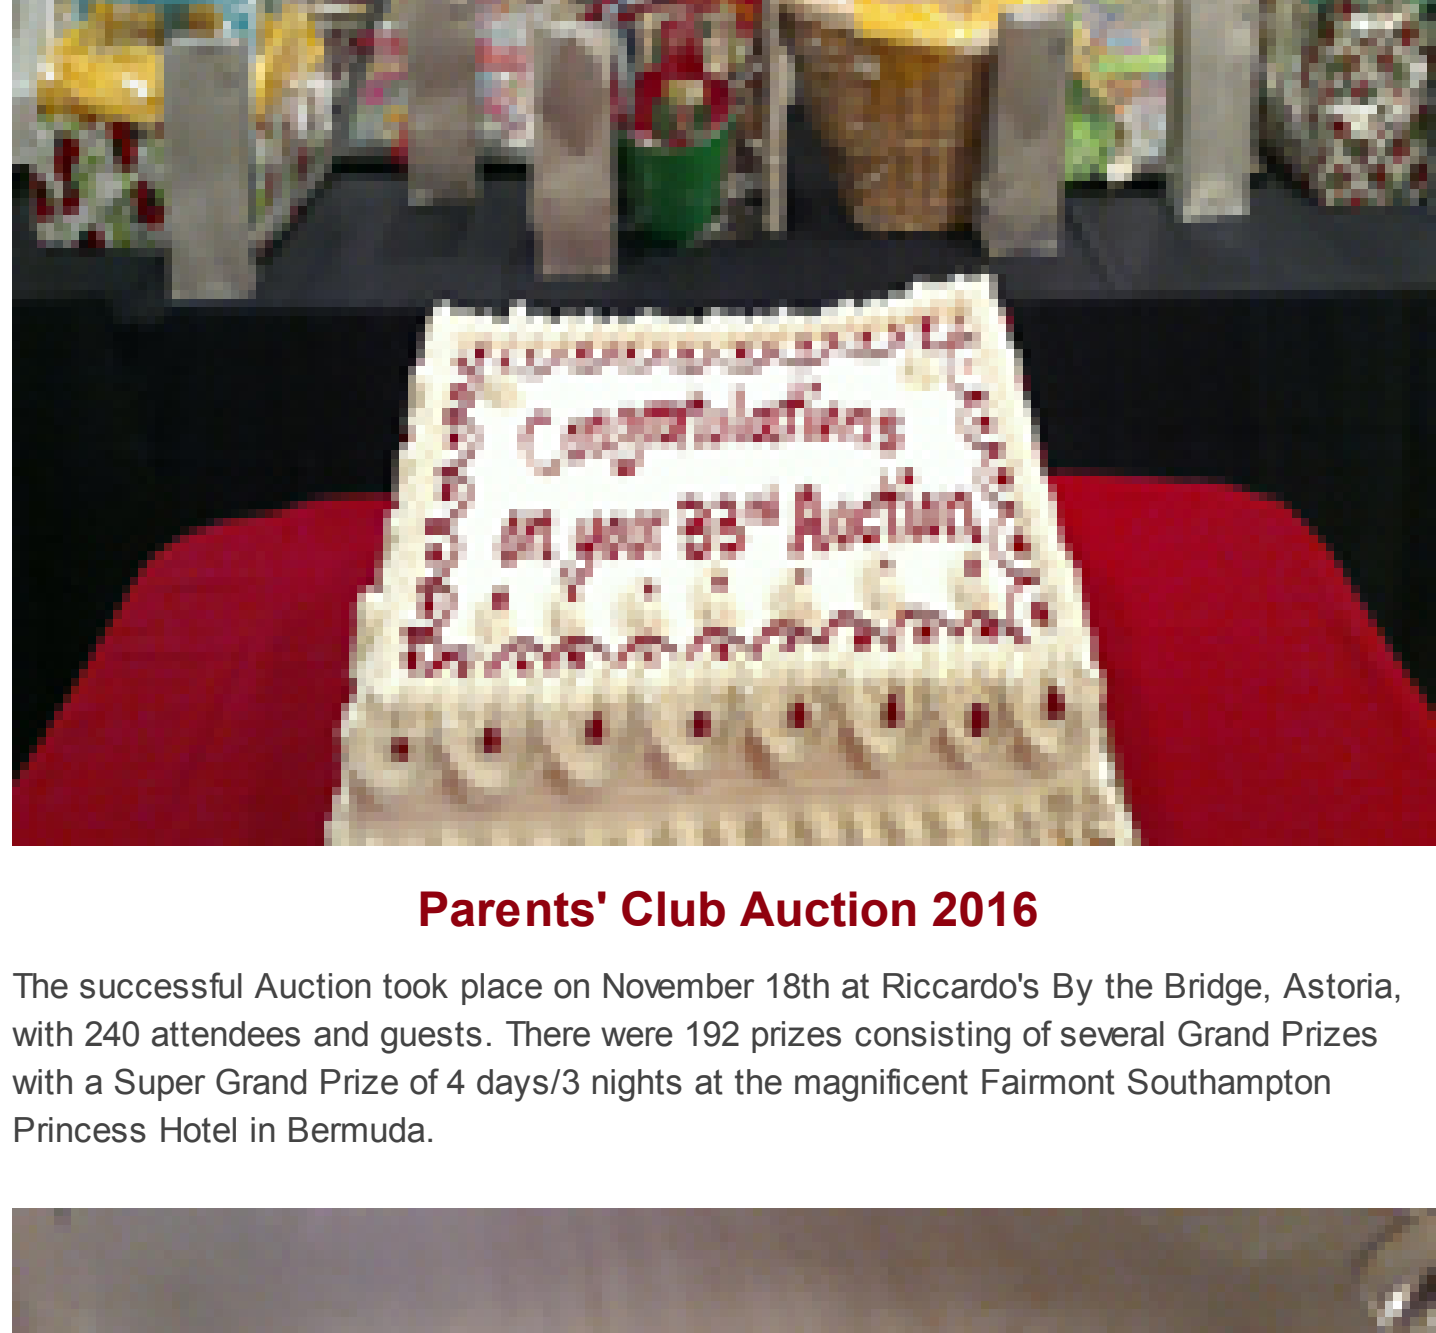 Congratulations
on your 33rd Auction
Parents' Club Auction 2016
The successful Auction took place on November 18th at Riccardo's By the Bridge, Astoria,
with 240 attendees and guests. There were 192 prizes consisting of several Grand Prizes
with a Super Grand Prize of 4 days/3 nights at the magnificent Fairmont Southampton
Princess Hotel in Bermuda.